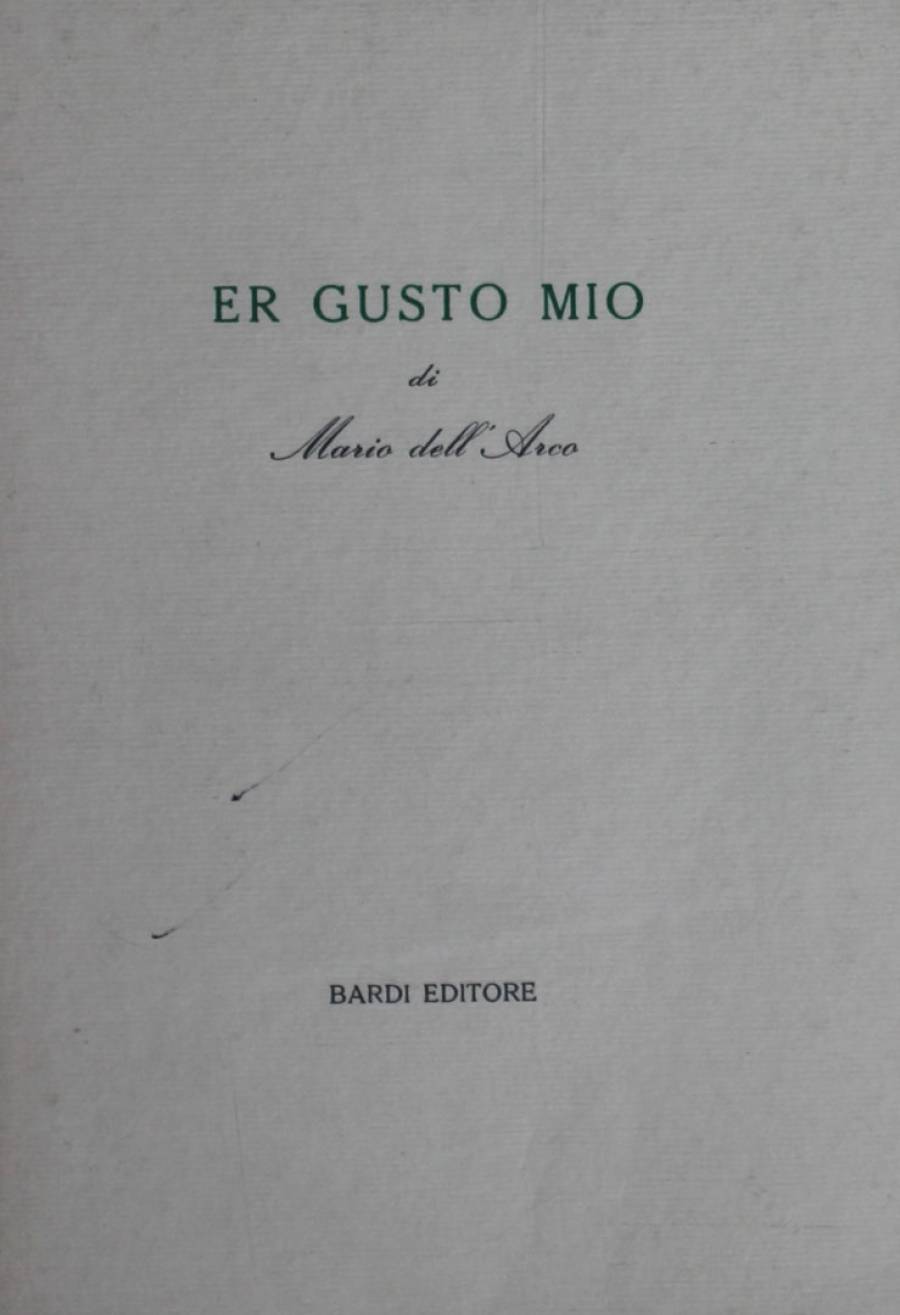 ER GUSTO MIO
di
Mario dell'Arco
BARDI EDITORE